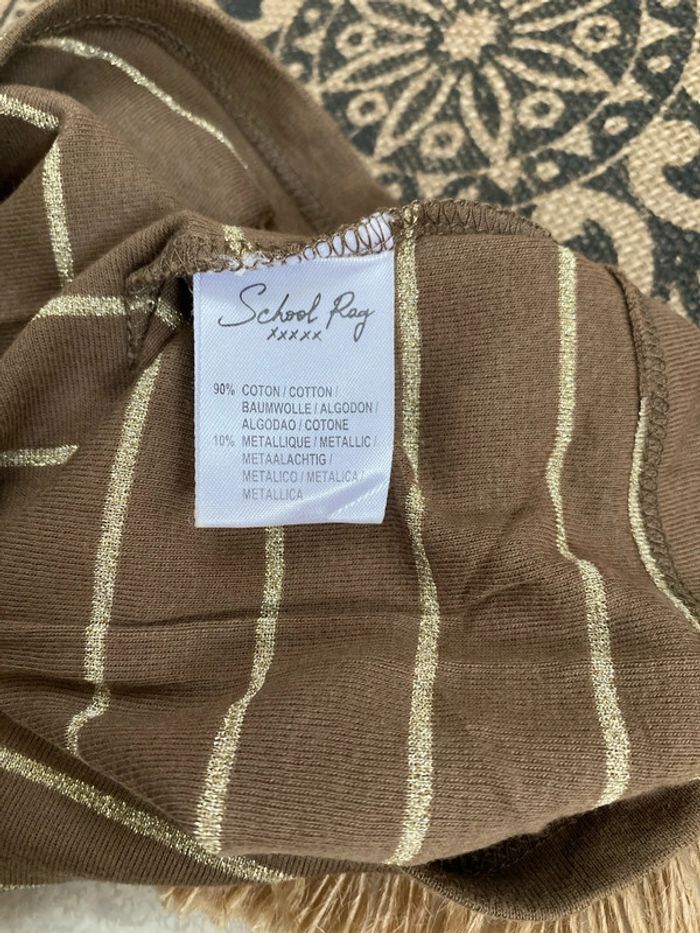 School Rag
xxxxx
90% COTON / COTTON /
BAUMWOLLE / ALGODON /
ALGODAO / COTONE
10% METALLIQUE / METALLIC /
METAALACHTIG /
METALICO / METALICA /
METALLICA